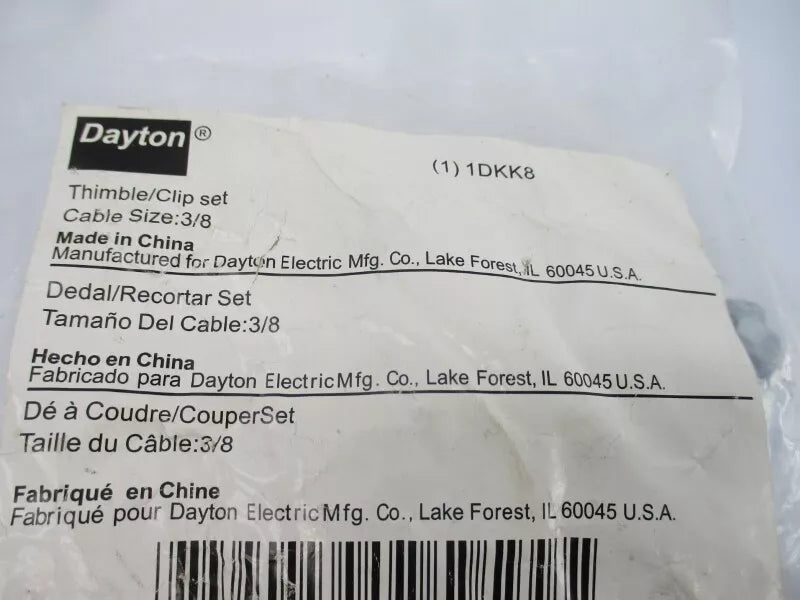 Dayton®
(1) 1DKK8
Thimble/Clip set
Cable Size:3/8
Made in China
Manufactured for Dayton Electric Mfg. Co., Lake Forest, IL 60045 U.S.A.
Dedal/Recortar Set
Tamaño Del Cable:3/8
Hecho en China
Fabricado para Dayton Electric Mfg. Co., Lake Forest, IL 60045 U.S.A.
Dé à Coudre/CouperSet
Taille du Câble:3/8
Fabriqué en Chine
Fabriqué pour Dayton Electric Mfg. Co., Lake Forest, IL 60045 U.S.A.